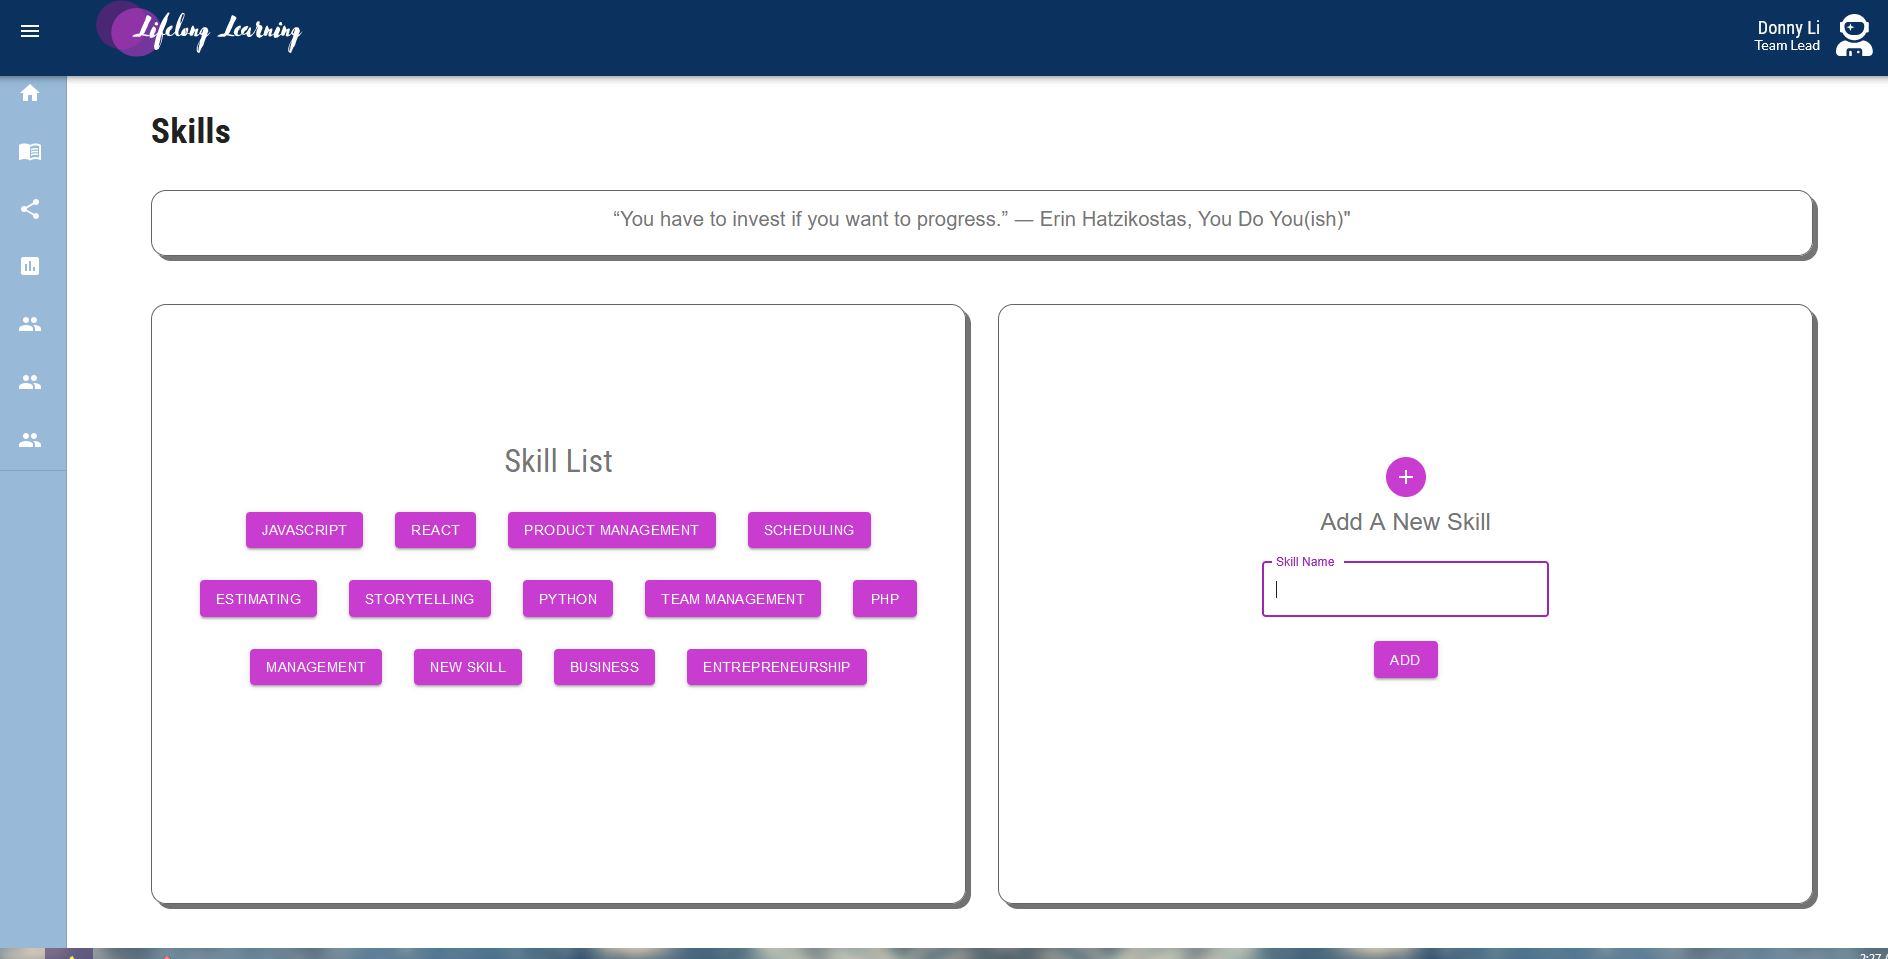 Lifelong Learning
Donny Li
Team Lead
Skills
“You have to invest if you want to progress.” — Erin Hatzikostas, You Do You(ish)"
Skill List
JAVASCRIPT REACT PRODUCT MANAGEMENT SCHEDULING
ESTIMATING STORYTELLING PYTHON TEAM MANAGEMENT PHP
MANAGEMENT NEW SKILL BUSINESS ENTREPRENEURSHIP
Add A New Skill
Skill Name
ADD